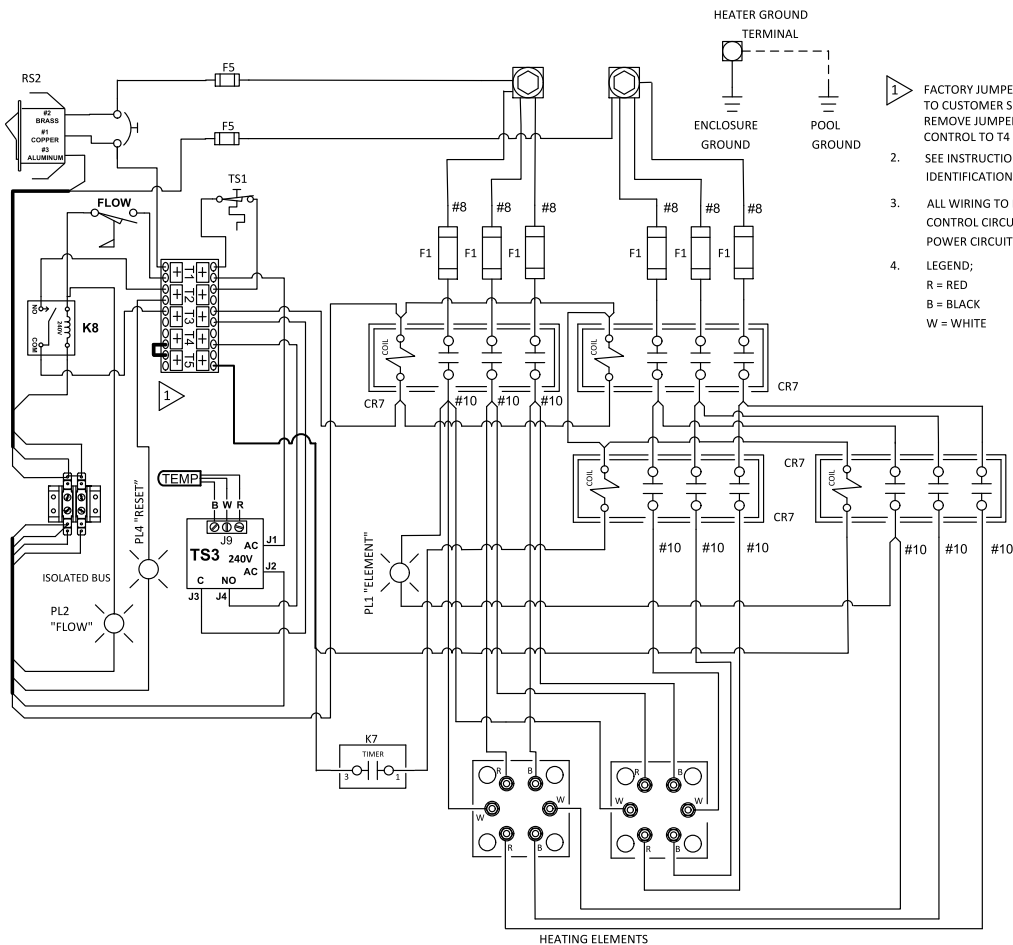 HEATER GROUND
TERMINAL
ENCLOSURE
GROUND
POOL
GROUND
1
FACTORY JUMPE
TO CUSTOMER S
REMOVE JUMPE
CONTROL TO T4
2. SEE INSTRUCTIO
IDENTIFICATION
3. ALL WIRING TO
CONTROL CIRCU
POWER CIRCUIT
4. LEGEND;
R = RED
B = BLACK
W = WHITE
RS2
#2
BRASS
#1
COPPER
#3
ALUMINUM
F5
F5
TS1
FLOW
T1
T2
T3
T4
T5
1
NO
240V
COM
K8
#8
#8
#8
#8
#8
#8
F1
F1
F1
F1
F1
F1
COIL
COIL
CR7
CR7
#10
#10
#10
COIL
CR7
CR7
COIL
#10
#10
#10
#10
#10
#10
TEMP
B W R
J9
TS3
AC
240V
AC
C
NO
J1
J2
J3
J4
ISOLATED BUS
PL4 "RESET"
PL2
"FLOW"
PL1 "ELEMENT"
K7
TIMER
3
1
R
B
W
W
R
B
R
B
W
W
R
B
HEATING ELEMENTS